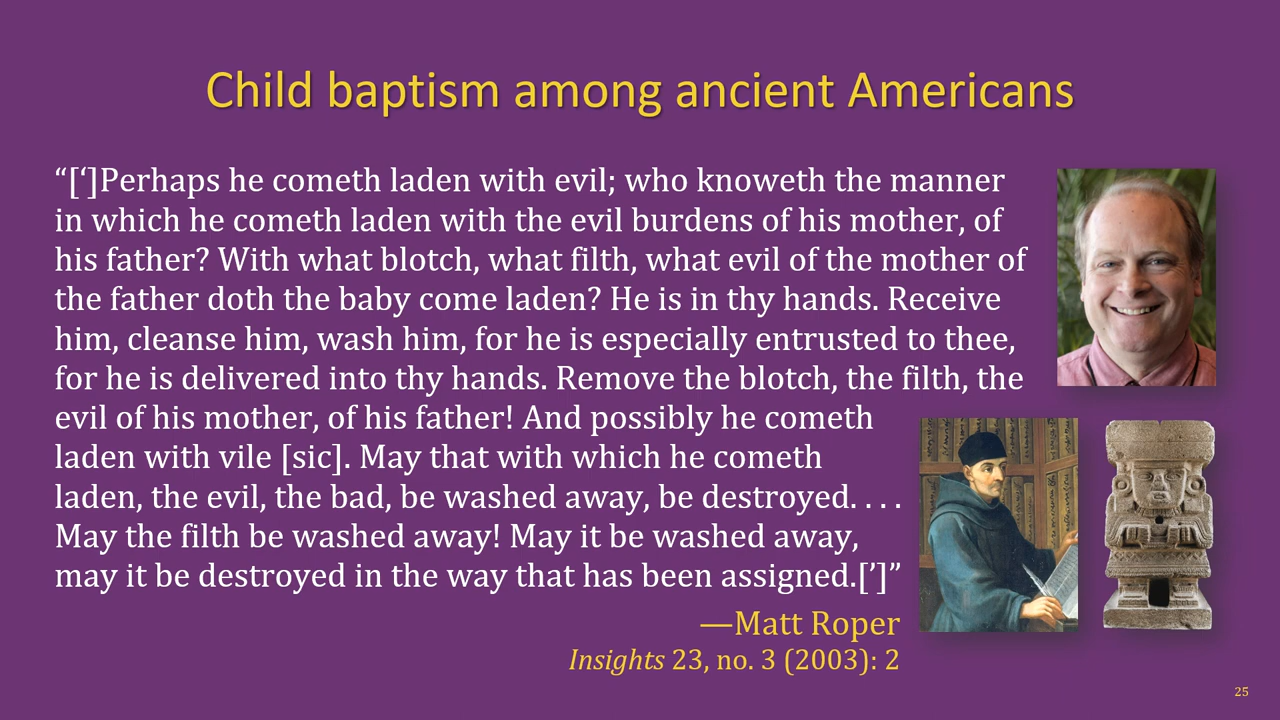 Child baptism among ancient Americans
“[‘]Perhaps he cometh laden with evil; who knoweth the manner
in which he cometh laden with the evil burdens of his mother, of
his father? With what blotch, what filth, what evil of the mother of
the father doth the baby come laden? He is in thy hands. Receive
him, cleanse him, wash him, for he is especially entrusted to thee,
for he is delivered into thy hands. Remove the blotch, the filth, the
evil of his mother, of his father! And possibly he cometh
laden with vile [sic]. May that with which he cometh
laden, the evil, the bad, be washed away, be destroyed. . . .
May the filth be washed away! May it be washed away,
may it be destroyed in the way that has been assigned.[’]”
—Matt Roper
Insights 23, no. 3 (2003): 2
25